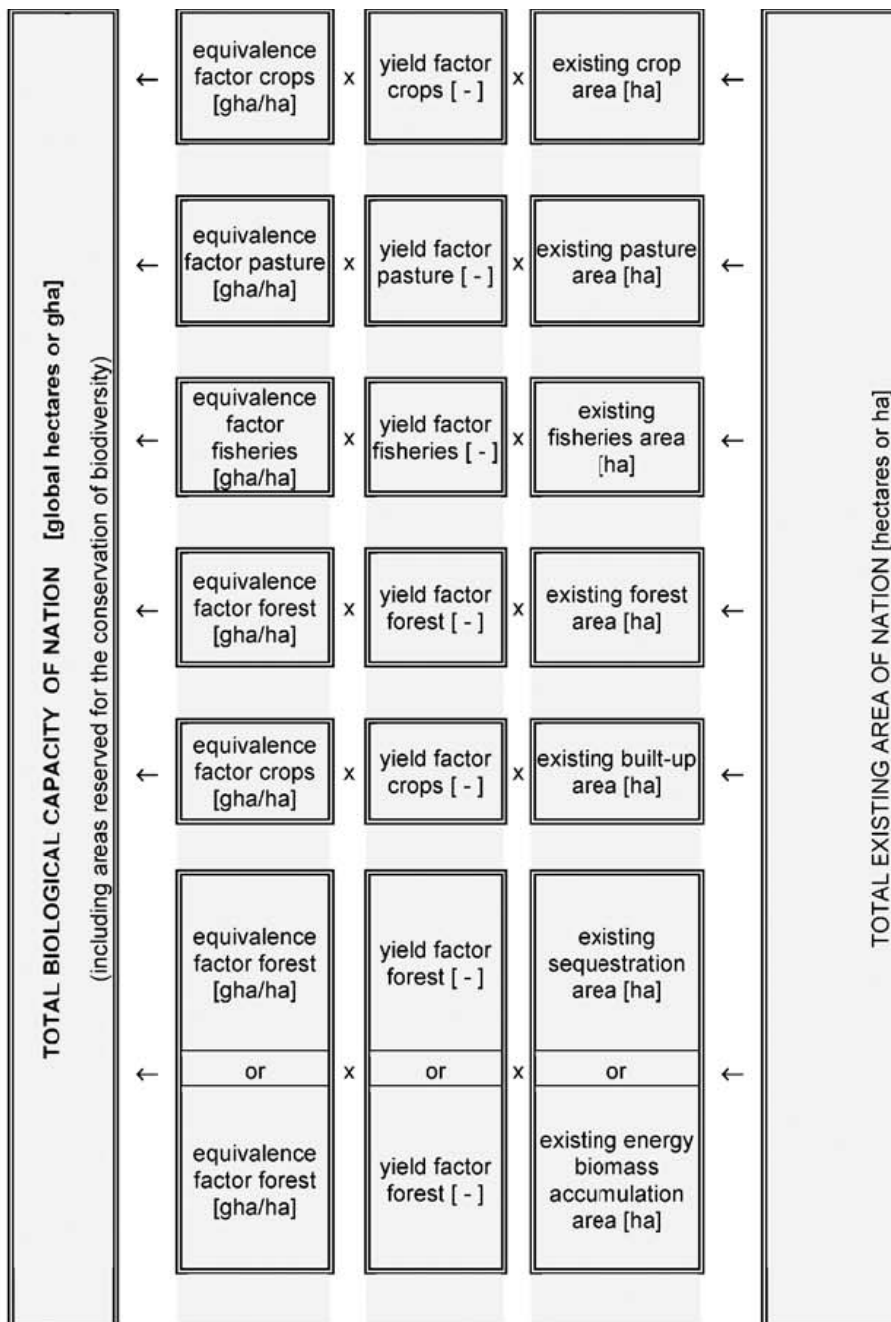 TOTAL BIOLOGICAL CAPACITY OF NATION [global hectares or gha]
(including areas reserved for the conservation of biodiversity)
←
equivalence
factor crops
[gha/ha]
x
yield factor
crops [ - ]
x
existing crop
area [ha]
←
←
equivalence
factor pasture
[gha/ha]
x
yield factor
pasture [ - ]
x
existing pasture
area [ha]
←
←
equivalence
factor
fisheries
[gha/ha]
x
yield factor
fisheries [ - ]
x
existing
fisheries area
[ha]
←
←
equivalence
factor forest
[gha/ha]
x
yield factor
forest [ - ]
x
existing forest
area [ha]
←
←
equivalence
factor crops
[gha/ha]
x
yield factor
crops [ - ]
x
existing built-up
area [ha]
←
equivalence
factor forest
[gha/ha]
yield factor
forest [ - ]
existing
sequestration
area [ha]
←
or
x
or
x
or
←
equivalence
factor forest
[gha/ha]
yield factor
forest [ - ]
existing energy
biomass
accumulation
area [ha]
TOTAL EXISTING AREA OF NATION [hectares or ha]